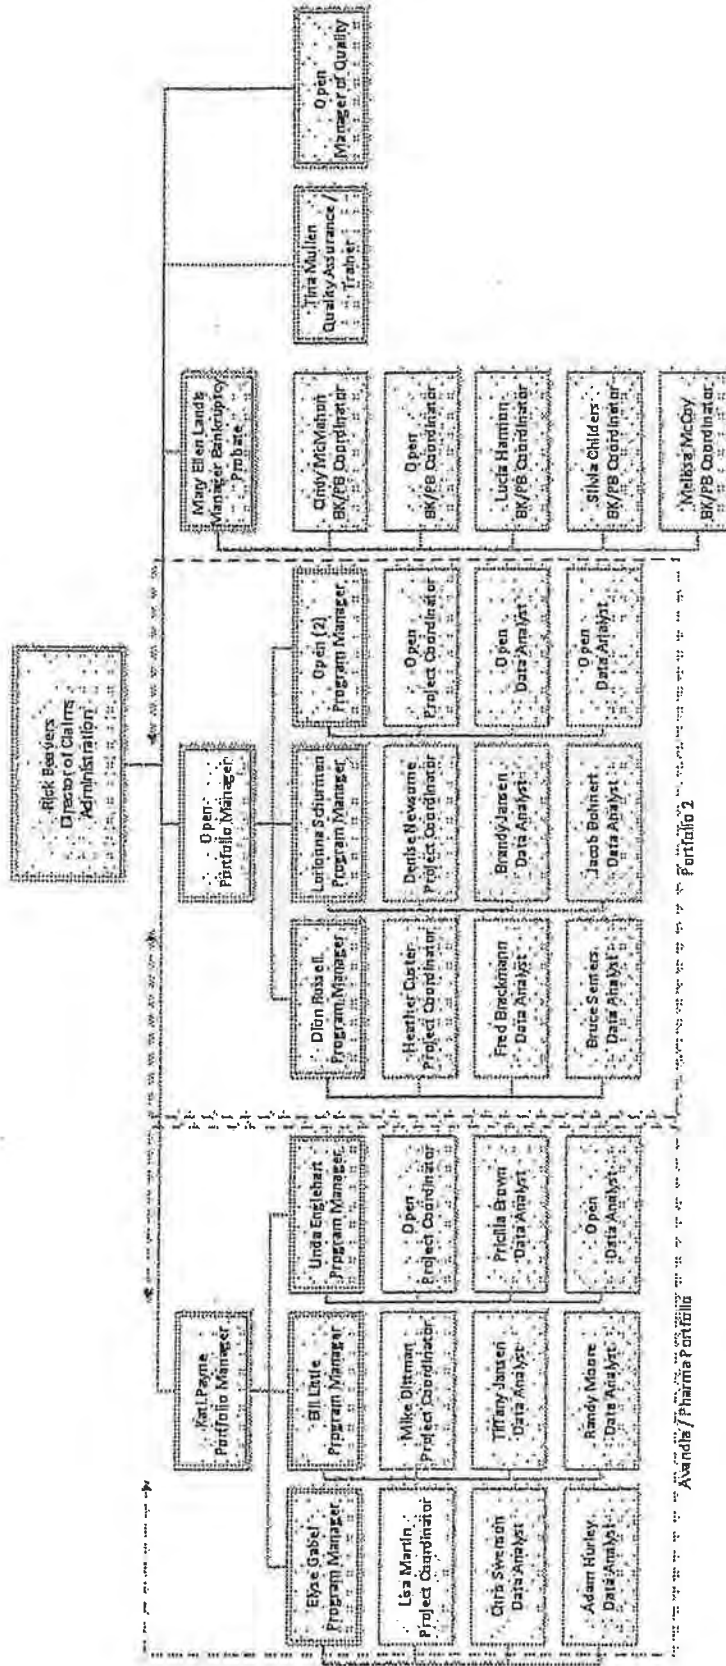 Rick Beavers
Director of Claims
Administration
Kati Payne
Portfolio Manager
Open
Portfolio Manager
Mary Ellen Landis
Manager Bankruptcy
Probate
Elyse Gabel
Program Manager
Bill Little
Program Manager
Linda Englehart
Program Manager
Dion Russell
Program Manager
Program Manager
Open (2)
Program Manager
Tina Mullen
Quality Assurance /
Trainer
Open
Manager of Quality
Lisa Martin
Project Coordinator
Mike Dittman
Project Coordinator
Open
Project Coordinator
Heather Custer
Project Coordinator
Denise Newsome
Project Coordinator
Open
Project Coordinator
Cindy McMahon
BK/PB Coordinator
Chris Swenson
Data Analyst
Tiffany Jansen
Data Analyst
Pricilla Brown
Data Analyst
Fred Brackmann
Data Analyst
Brandy Jansen
Data Analyst
Open
Data Analyst
Open
BK/PB Coordinator
Adam Hurley
Data Analyst
Randy Moore
Data Analyst
Open
Data Analyst
Bruce
Data Analyst
Jacob Bohnert
Data Analyst
Open
Data Analyst
Lucia
BK/PB Coordinator
Silvia Childers
BK/PB Coordinator
Melissa McCoy
BK/PB Coordinator
Avandia / Pharma Portfolio
Portfolio 2